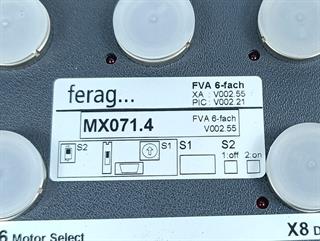 ferag...
FVA 6-fach
XA : V002.55
PIC : V002.21
MX071.4
FVA 6-fach
V002.55
S2
S1
S1
S2
1:off
2:on
6 Motor Select
X8 D